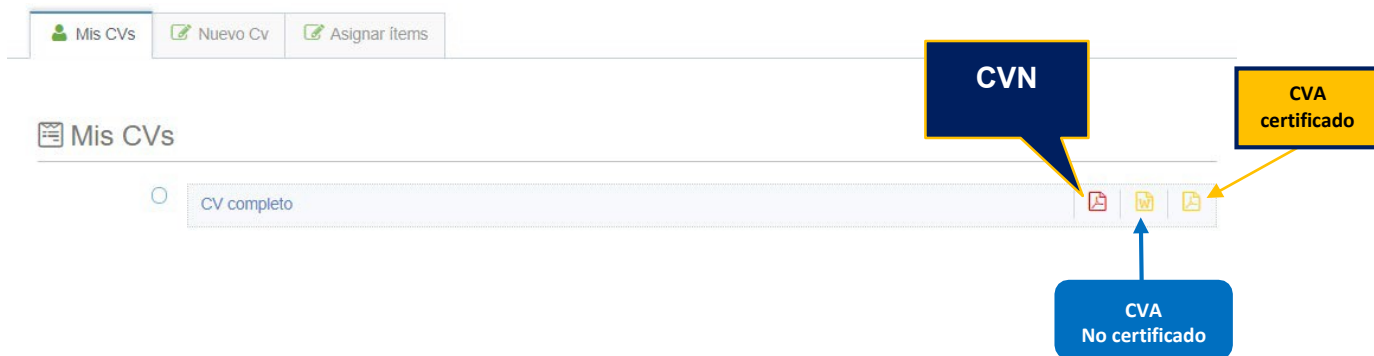 Mis CVs
Nuevo Cv
Asignar ítems
CVN
CVA
certificado
Mis CVs
CV completo
CVA
No certificado